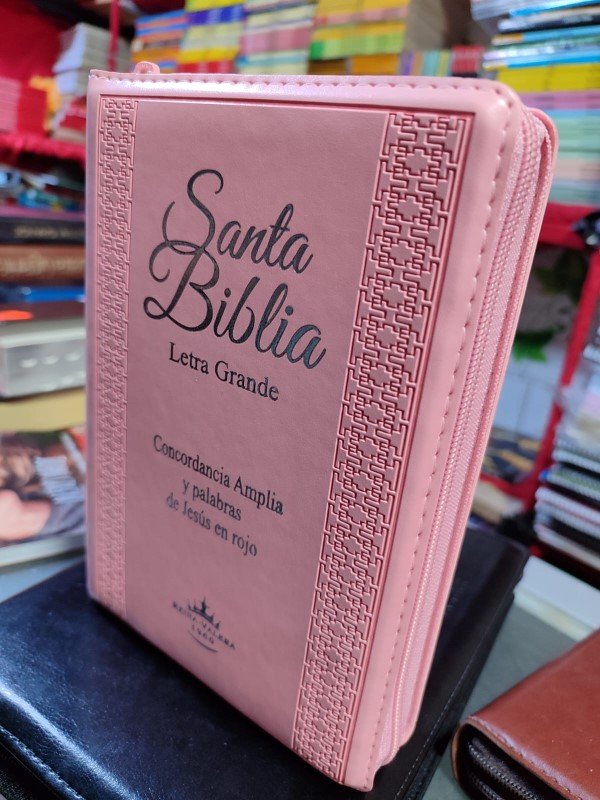 Santa
Biblia
Letra Grande
Concordancia Amplia
y palabras
de Jesús en rojo
REINA-VALERA
1960